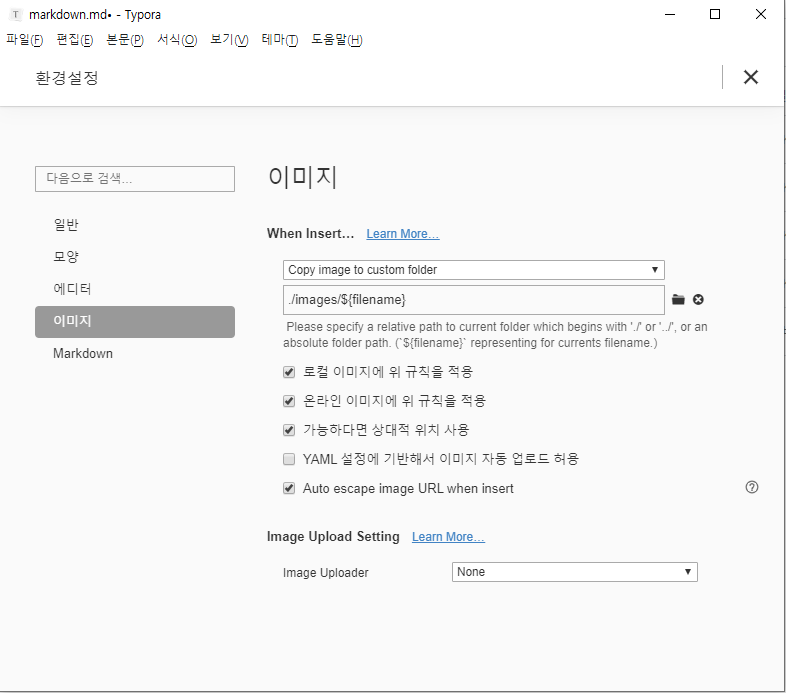 markdown.md• - Typora
파일(F) 편집(E) 본문(P) 서식(O) 보기(V) 테마(T) 도움말(H)
환경설정
다음으로 검색...
일반
모양
에디터
이미지
Markdown
이미지
When Insert... Learn More...
Copy image to custom folder
./images/${filename}
Please specify a relative path to current folder which begins with './' or '../', or an
absolute folder path. (`${filename}` representing for currents filename.)
로컬 이미지에 위 규칙을 적용
온라인 이미지에 위 규칙을 적용
가능하다면 상대적 위치 사용
YAML 설정에 기반해서 이미지 자동 업로드 허용
Auto escape image URL when insert
Image Upload Setting Learn More...
Image Uploader None